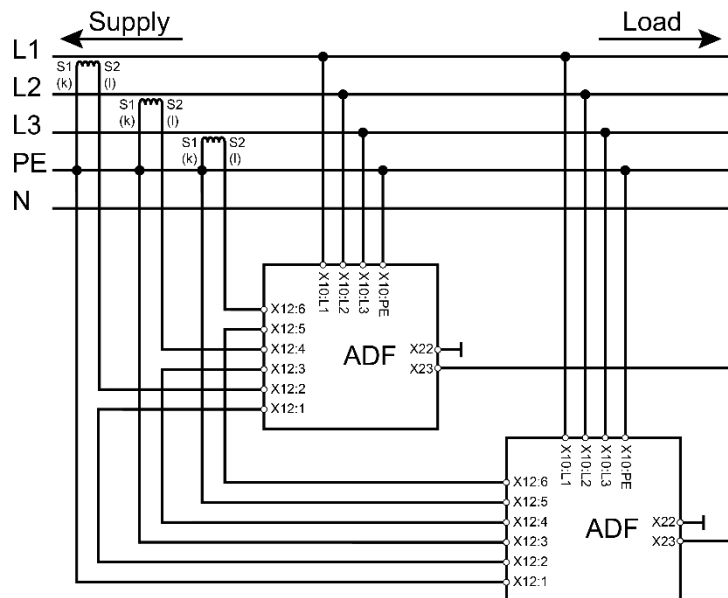 Supply
Load
L1
S1 S2
(k) (l)
L2
S1 S2
(k) (l)
L3
S1 S2
(k) (l)
PE
N
X10:L1
X10:L2
X10:L3
X10:PE
X12:6
X12:5
X12:4
X12:3
X12:2
X12:1
ADF
X22
X23
X10:L1
X10:L2
X10:L3
X10:PE
X12:6
X12:5
X12:4
X12:3
X12:2
X12:1
ADF
X22
X23